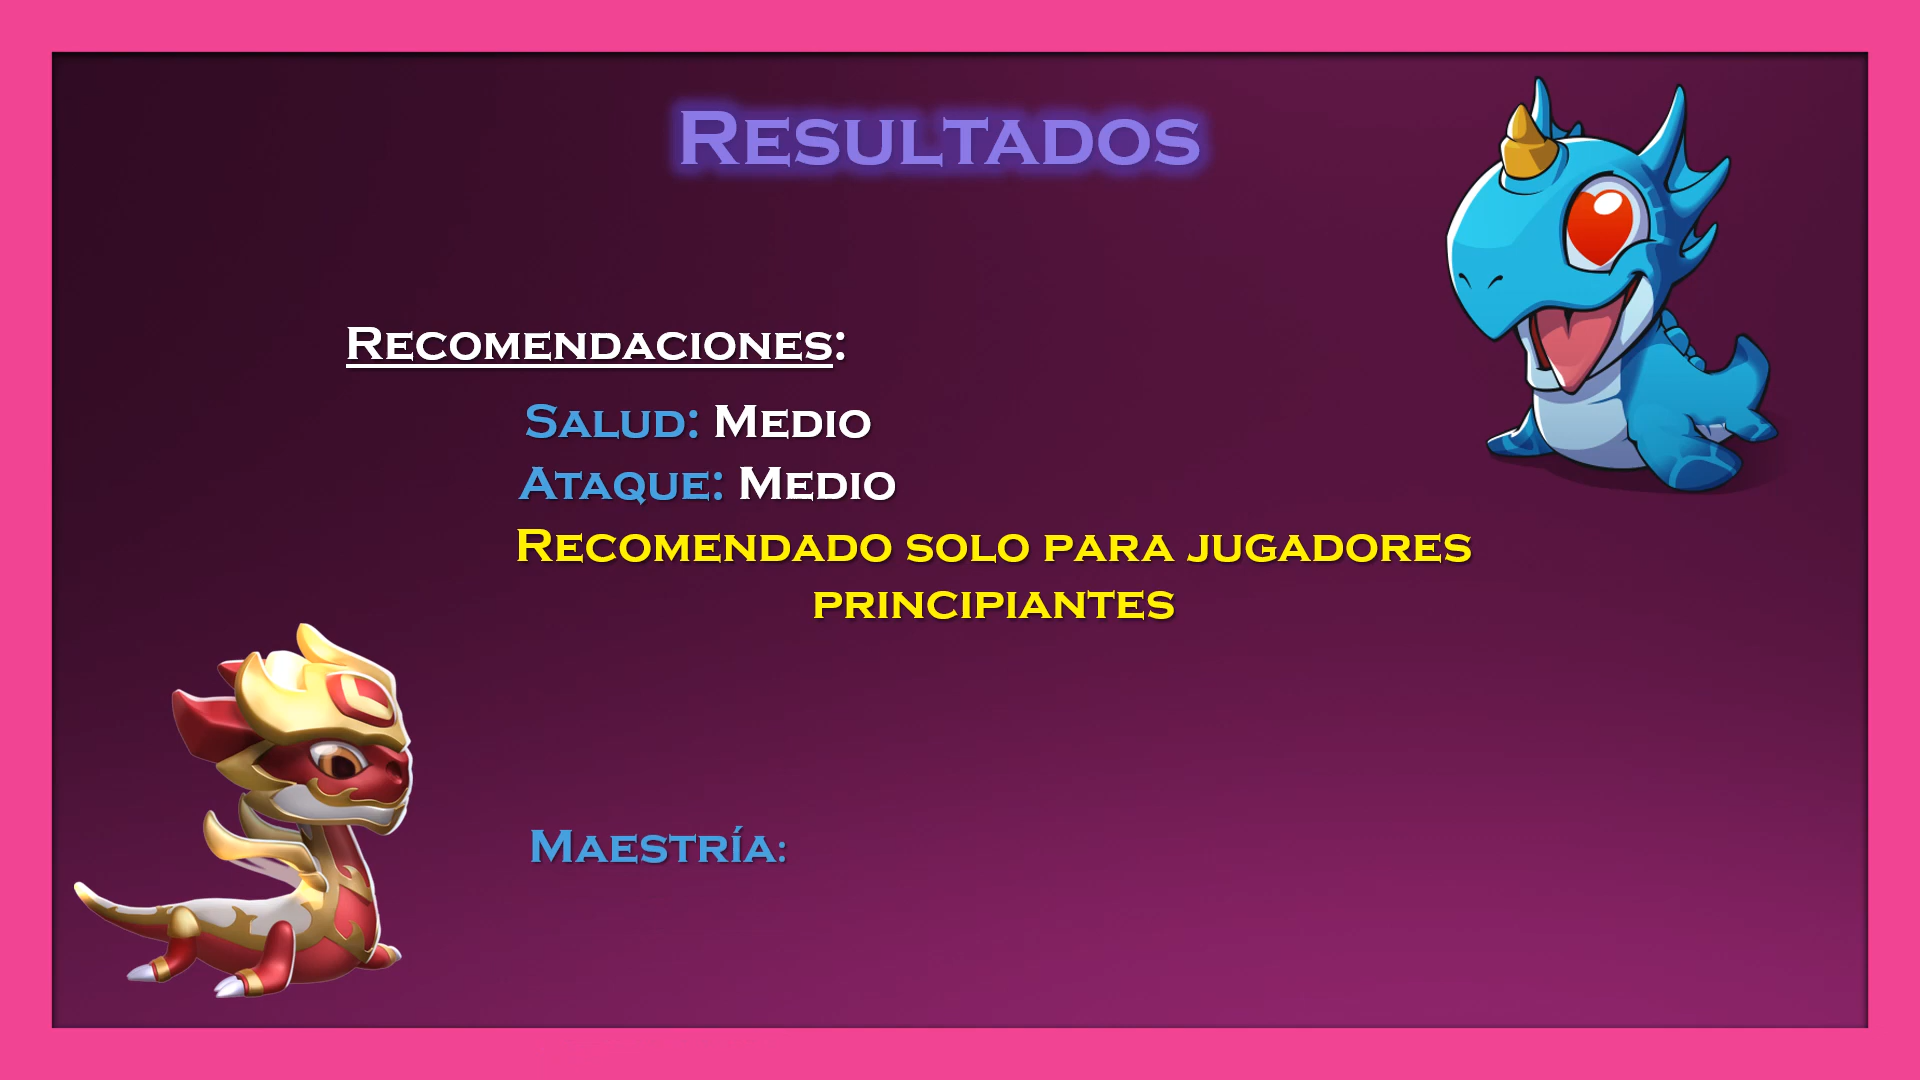 Resultados
Recomendaciones:
Salud: Medio
Ataque: Medio
Recomendado solo para jugadores
principiantes
Maestría: